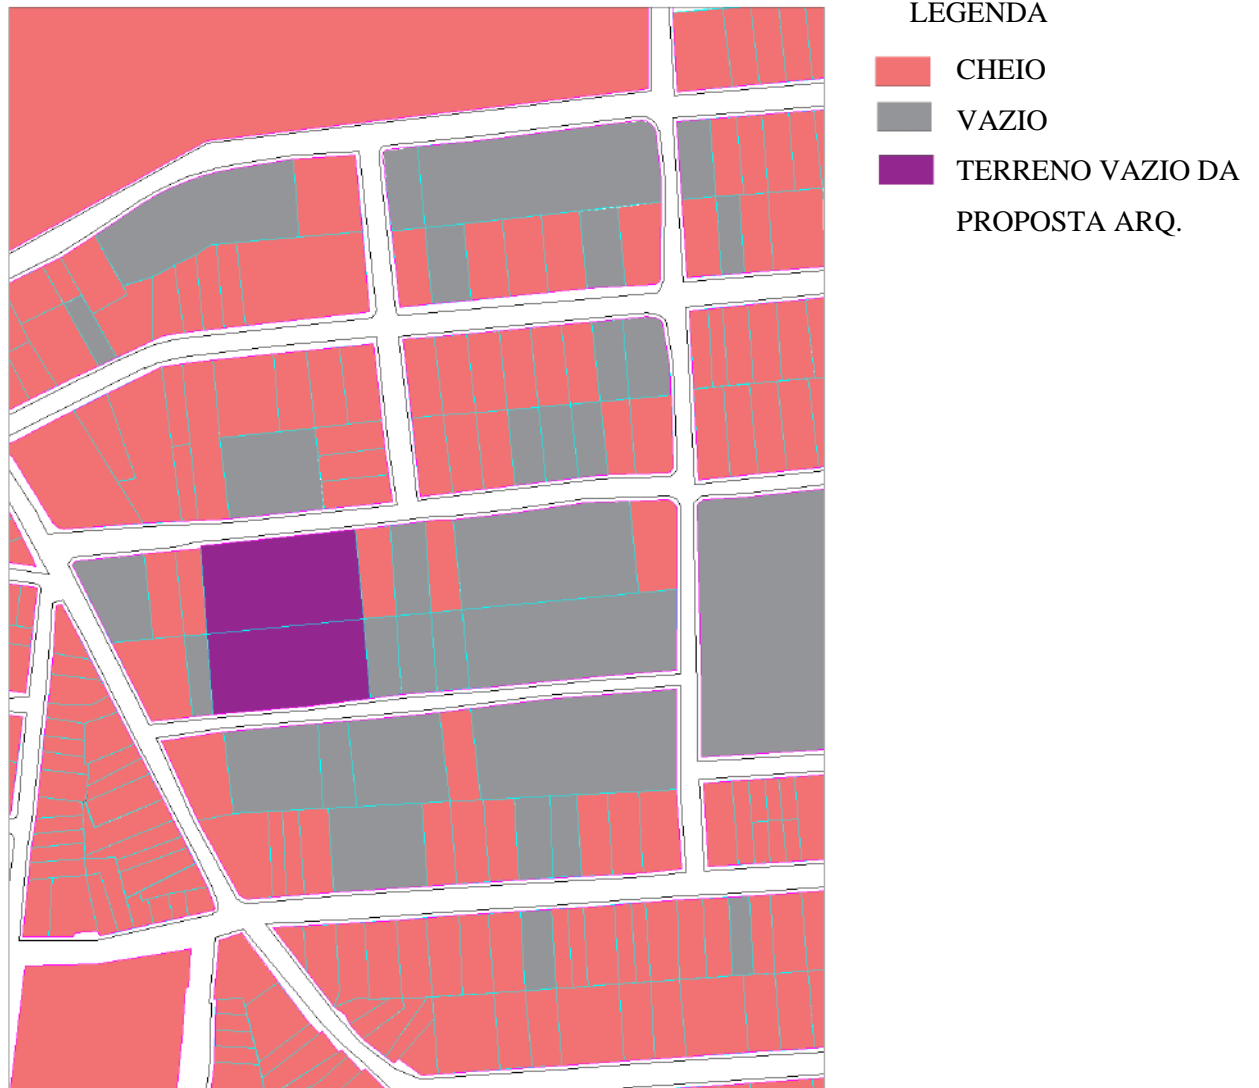 LEGENDA
CHEIO
VAZIO
TERRENO VAZIO DA
PROPOSTA ARQ.